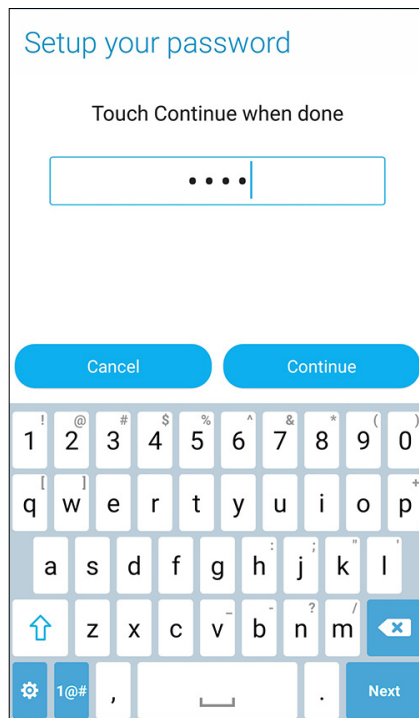 Setup your password
Touch Continue when done
••••
Cancel Continue
! @ # $ % ^ & * ( )
1 2 3 4 5 6 7 8 9 0
[ ] +
q w e r t y u i o p
: ; " '
a s d f g h j k l
_ - ? /
z x c v b n m
1@# , . Next